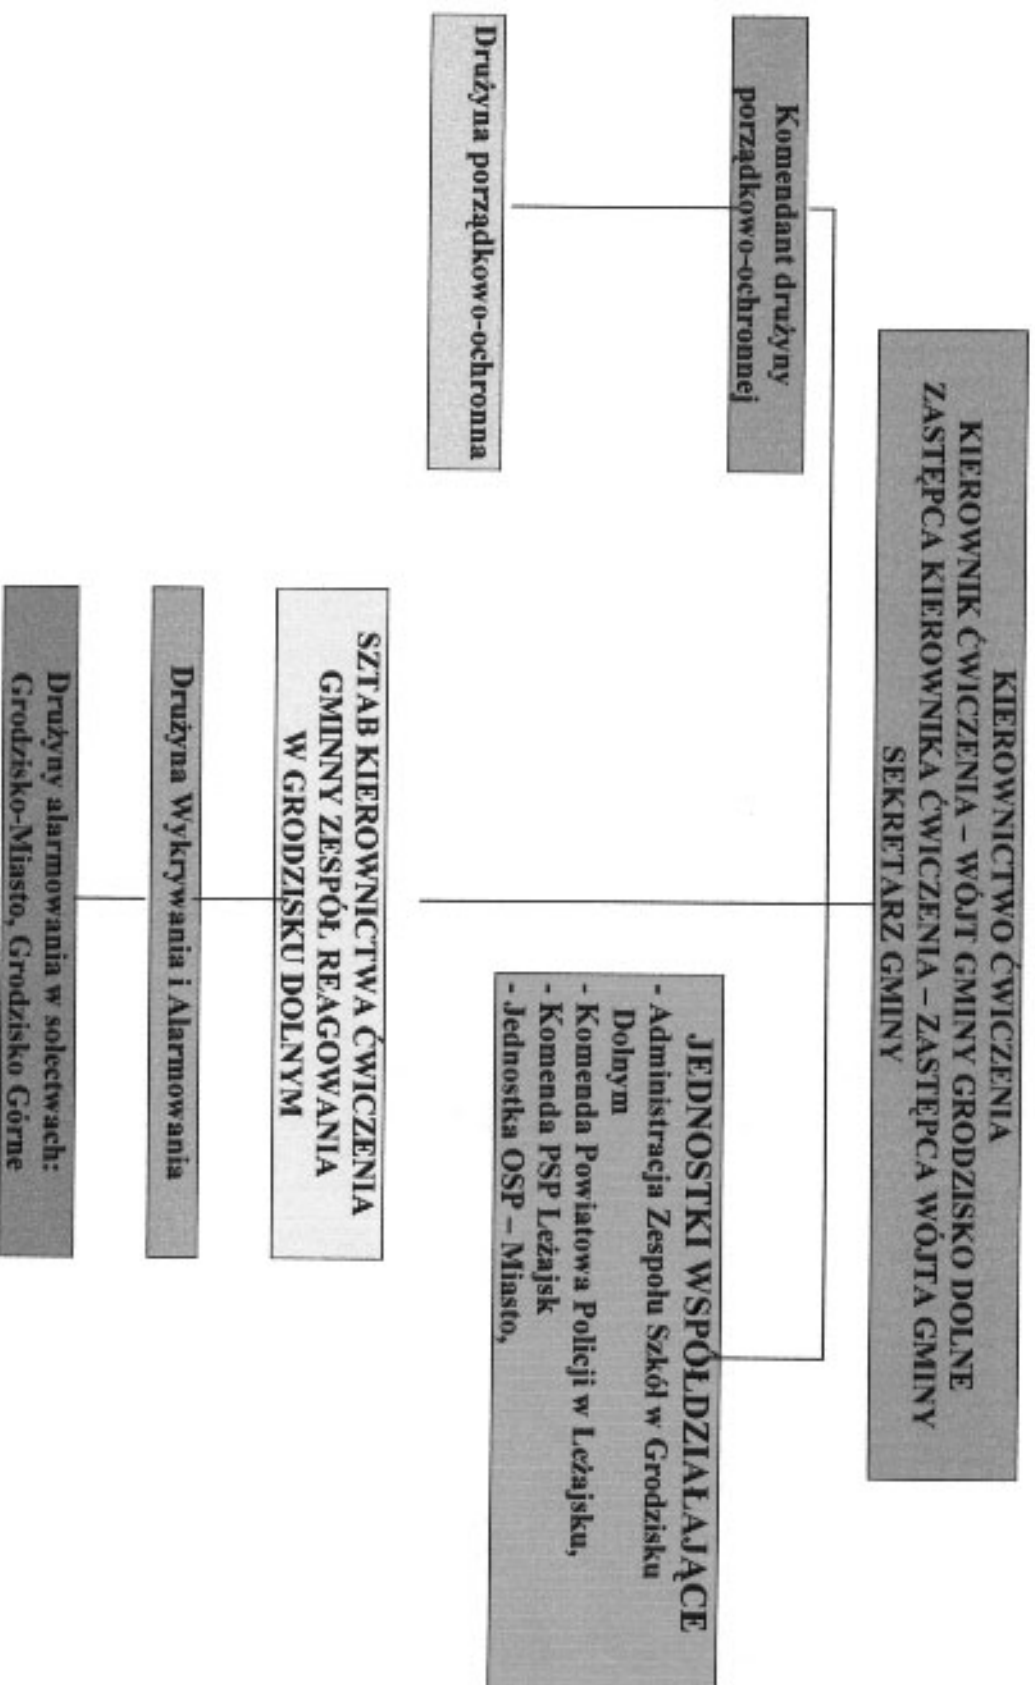 KIEROWNICTWO ĆWICZENIA
KIEROWNIK ĆWICZENIA – WÓJT GMINY GRODZISKO DOLNE
ZASTĘPCA KIEROWNIKA ĆWICZENIA – ZASTĘPCA WÓJTA GMINY
SEKRETARZ GMINY
Komendant drużyny
porządkowo-ochronnej
Drużyna porządkowo-ochronna
JEDNOSTKI WSPÓŁDZIAŁAJĄCE
- Administracja Zespołu Szkół w Grodzisku
Dolnym
- Komenda Powiatowa Policji w Leżajsku,
- Komenda PSP Leżajsk
- Jednostka OSP – Miasto,
SZTAB KIEROWNICTWA ĆWICZENIA
GMINNY ZESPÓŁ REAGOWANIA
W GRODZISKU DOLNYM
Drużyna Wykrywania i Alarmowania
Drużyny alarmowania w sołectwach:
Grodzisko-Miasto, Grodzisko Górne